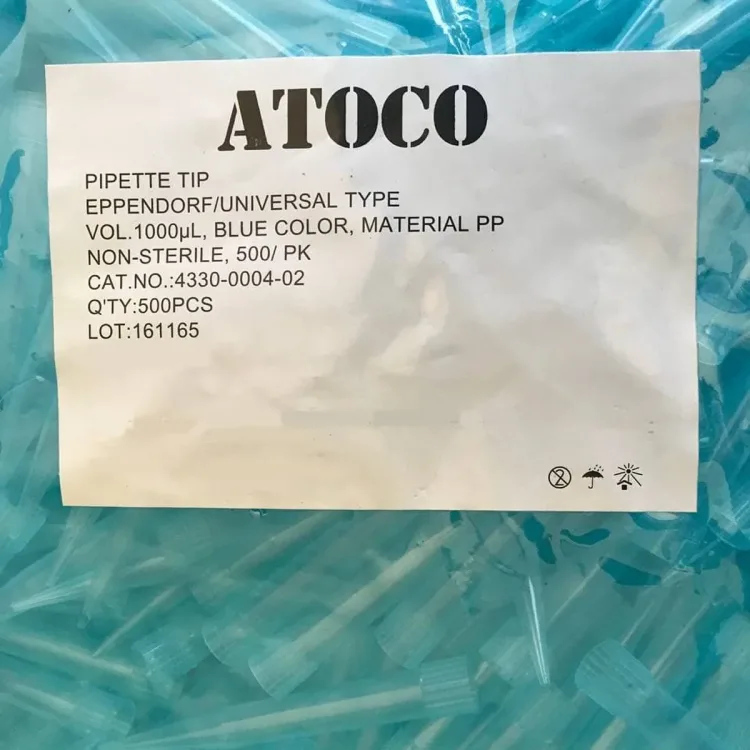 ATOCO
PIPETTE TIP
EPPENDORF/UNIVERSAL TYPE
VOL.1000µL, BLUE COLOR, MATERIAL PP
NON-STERILE, 500/ PK
CAT.NO.:4330-0004-02
Q'TY:500PCS
LOT:161165
2